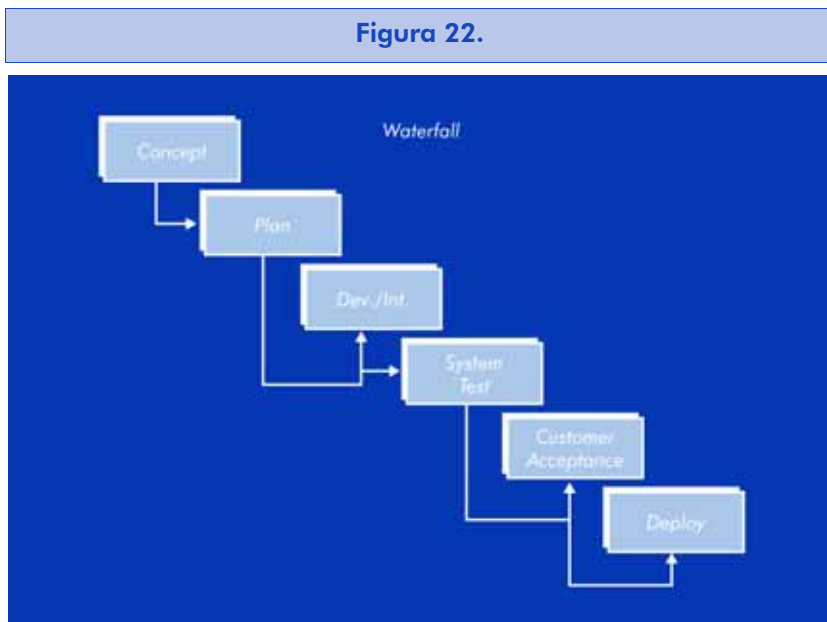 Figura 22.
Waterfall
Concept
Plan
Dev./Int.
System
Test
Customer
Acceptance
Deploy